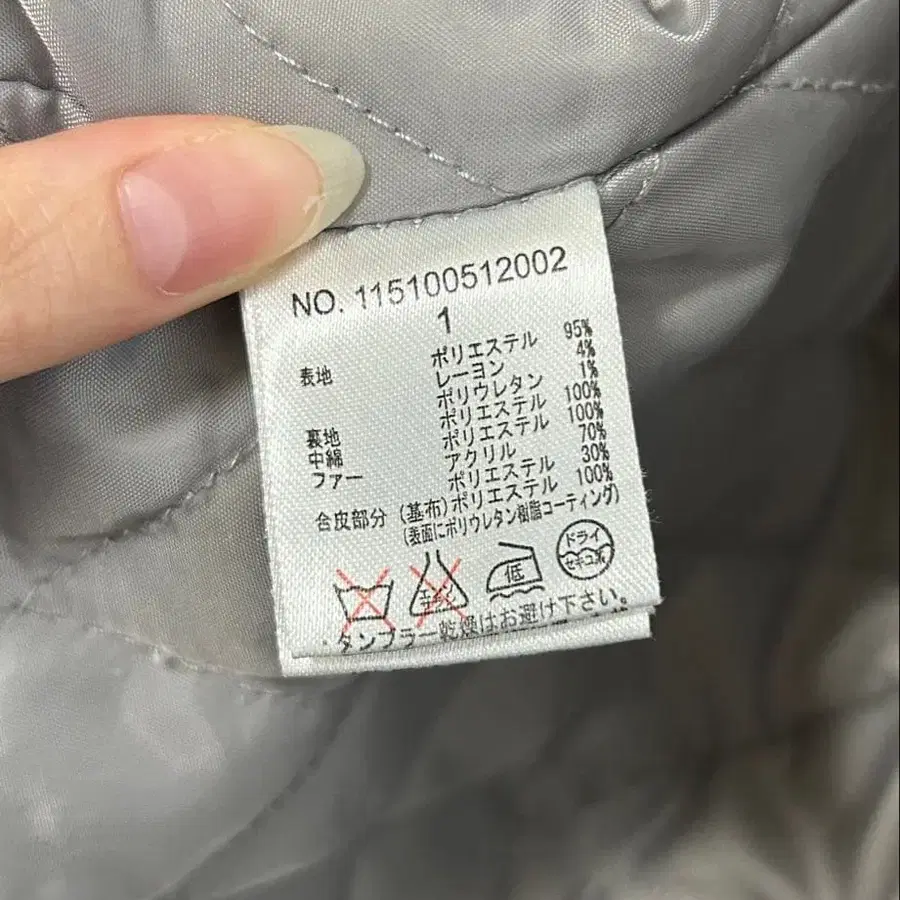 NO. 115100512002
1
表地 ポリエステル 95%
レーヨン 4%
ポリウレタン 1%
裏地 ポリエステル 100%
中綿 ポリエステル 100%
ファー アクリル 70%
ポリエステル 30%
合皮部分 (基布)ポリエステル 100%
(表面にポリウレタン樹脂コーティング)
エンソ 低 ドライ
セキユ系
・タンブラー乾燥はお避け下さい。